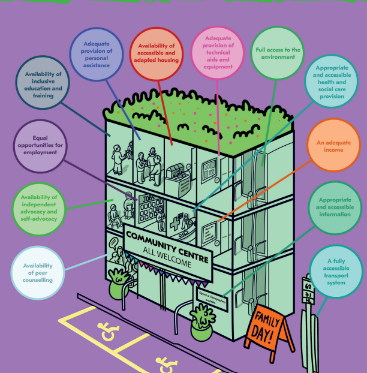 Adequate
provision of
personal
assistance
Availability of
accessible and
adapted housing
Adequate
provision of
technical
aids and
equipment
Full access to the
environment
Availability
of inclusive
education and
training
Appropriate
and accessible
health and
social care
provision
Equal
opportunities for
employment
An adequate
income
Availability of
independent
advocacy and
self-advocacy
Appropriate
and accessible
information
Availability
of peer
counselling
A fully
accessible
transport
system
COMMUNITY CENTRE
ALL WELCOME
FAMILY
DAY!